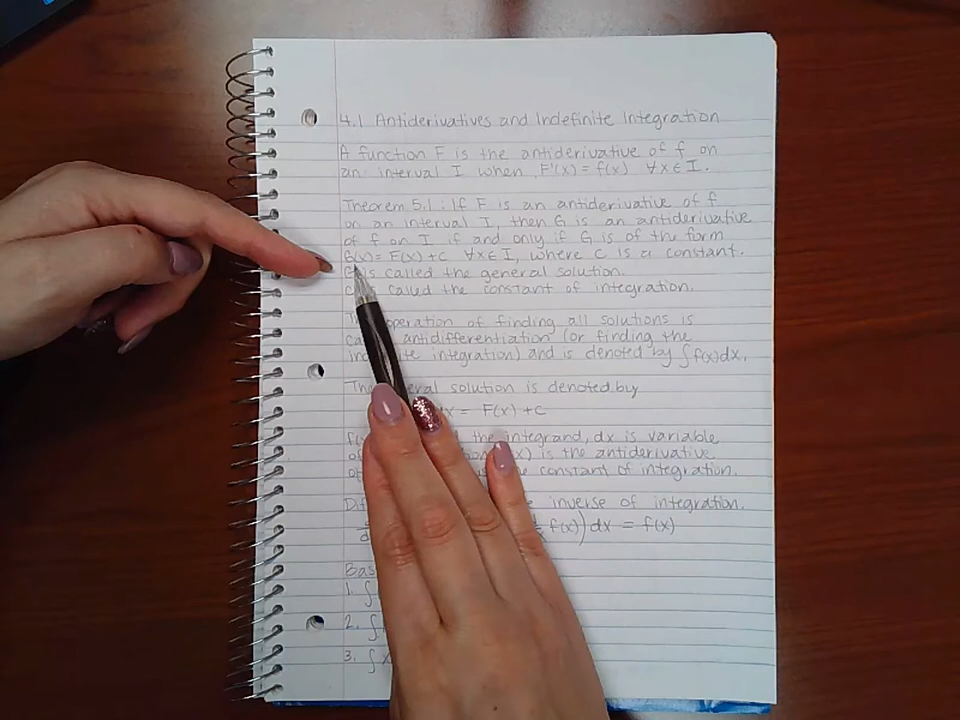 4.1 Antiderivatives and Indefinite Integration
A function F is the antiderivative of f on
an interval I when F'(x) = f(x) ∀x∈I.
Theorem 5.1: If F is an antiderivative of f
on an interval I, then G is an antiderivative
of f on I if and only if G is of the form
G(x) = F(x) + C ∀x∈I, where C is a constant.
is called the general solution.
called the constant of integration.
operation of finding all solutions is
antidifferentiation (or finding the
integration) and is denoted by ∫f(x)dx.
solution is denoted by
= F(x) + C
the integrand, dx is variable
is the antiderivative
constant of integration.
inverse of integration.
f(x)) dx = f(x)
1. ∫
2. ∫
3. ∫x